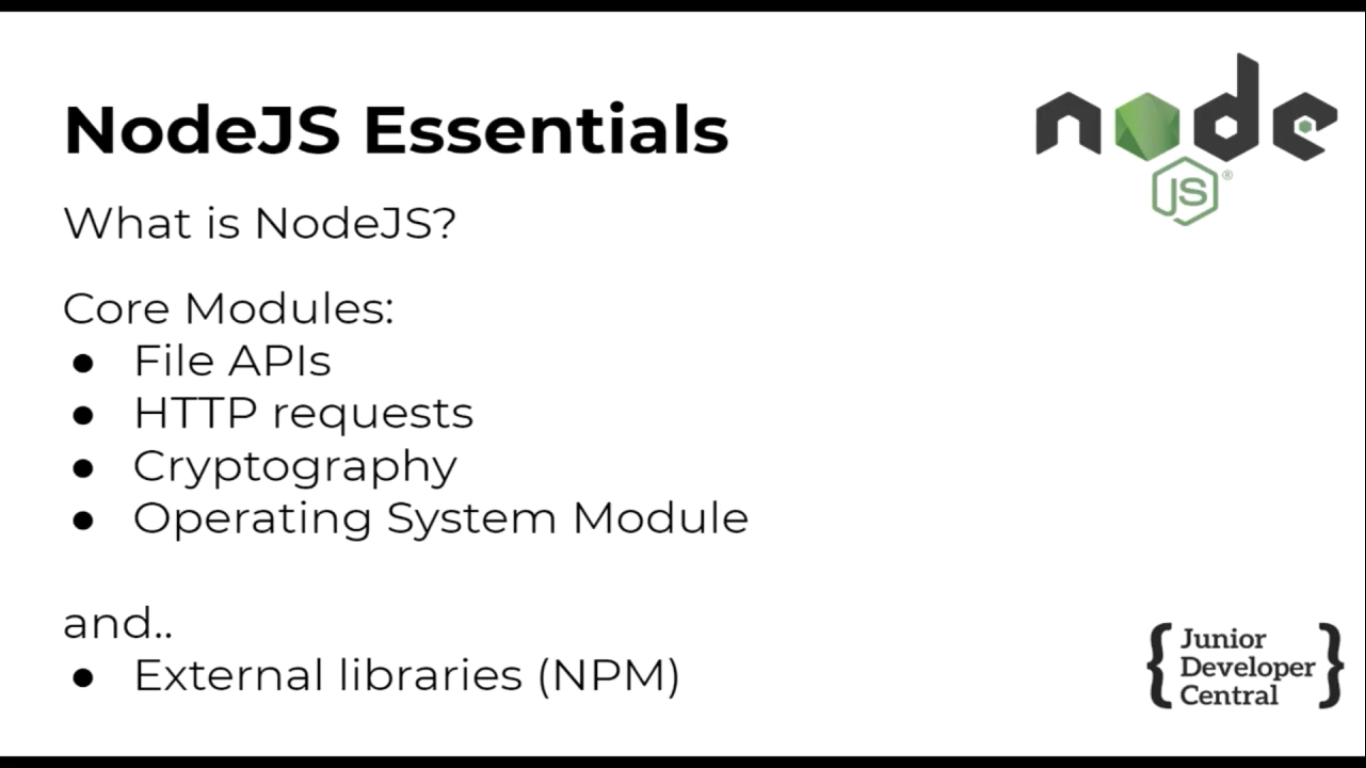 NodeJS Essentials
What is NodeJS?
Core Modules:
● File APIs
● HTTP requests
● Cryptography
● Operating System Module
and..
● External libraries (NPM)
node
JS®
{ Junior
Developer
Central }